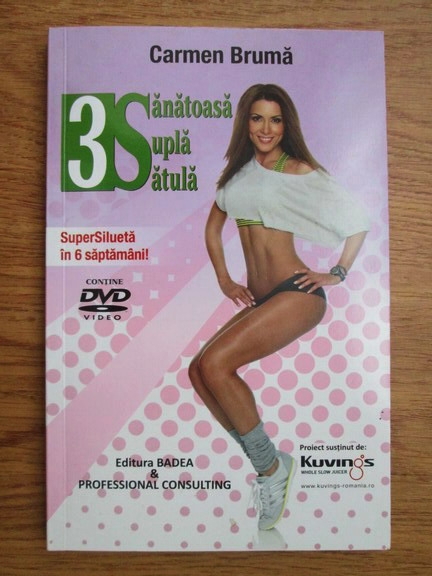 Carmen Brumă
3 Sănătoasă
Suplă
Sătulă
SuperSiluetă
în 6 săptămâni!
CONTINE
DVD
VIDEO
Proiect susținut de:
Kuvings
WHOLE SLOW JUICER
www.kuvings-romania.ro
Editura BADEA
&
PROFESSIONAL CONSULTING